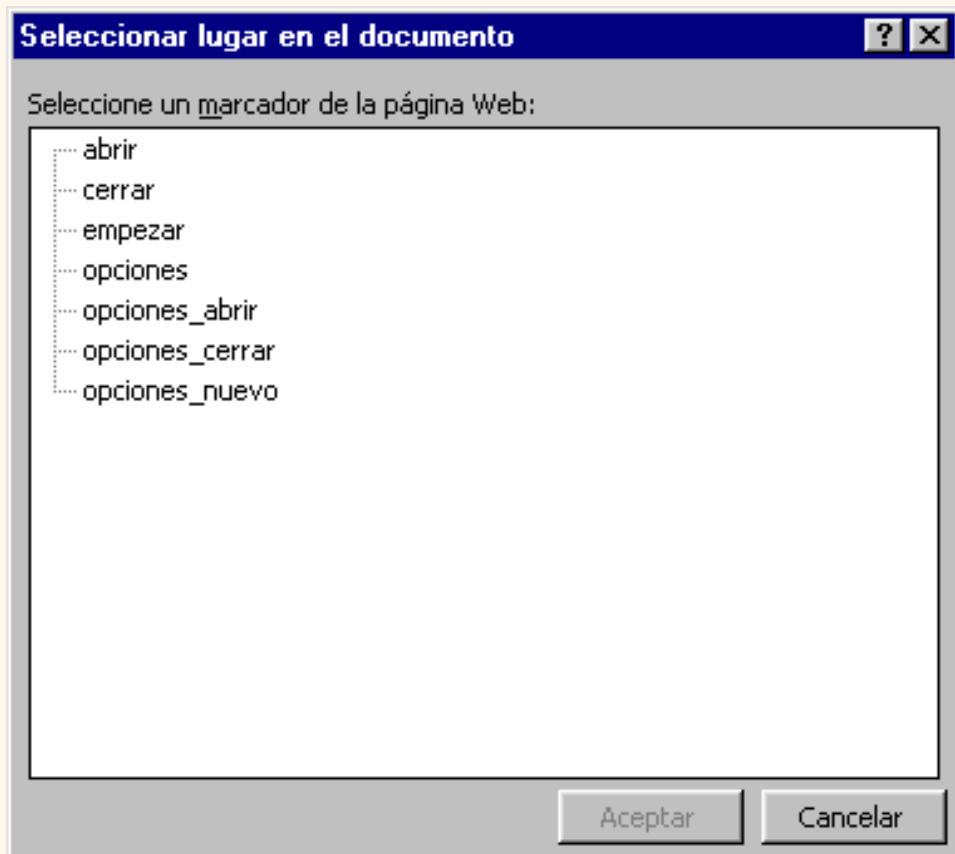 Seleccionar lugar en el documento
Seleccione un marcador de la página Web:
abrir
cerrar
empezar
opciones
opciones_abrir
opciones_cerrar
opciones_nuevo
Aceptar Cancelar